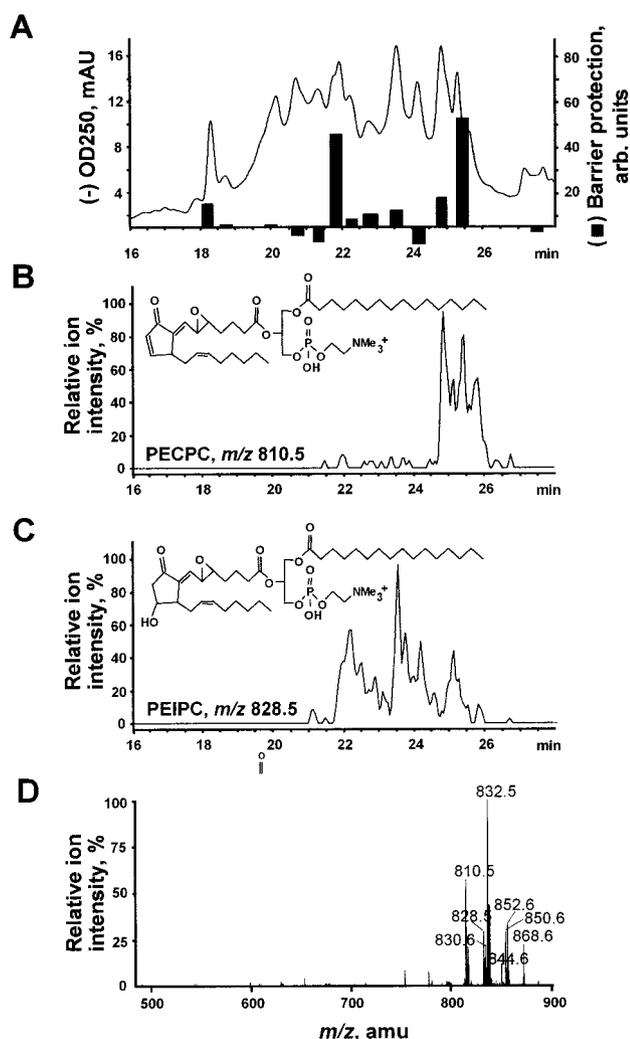 A
(-) OD250, mAU
16
12
8
4
80
60
40
20
(■) Barrier protection, arb. units
16 18 20 22 24 26 min
B
Relative ion intensity, %
100
80
60
40
20
0
O
O
O
O
O
O
O
P
O
OH
NMe3+
PECPC, m/z 810.5
16 18 20 22 24 26 min
C
Relative ion intensity, %
100
80
60
40
20
0
O
O
O
O
O
O
O
P
O
OH
NMe3+
HO
PEIPC, m/z 828.5
16 18 20 22 24 26 min
O
D
Relative ion intensity, %
100
75
50
25
0
832.5
810.5
852.6
828.5
850.6
830.6
868.6
844.6
500 600 700 800 900
m/z, amu